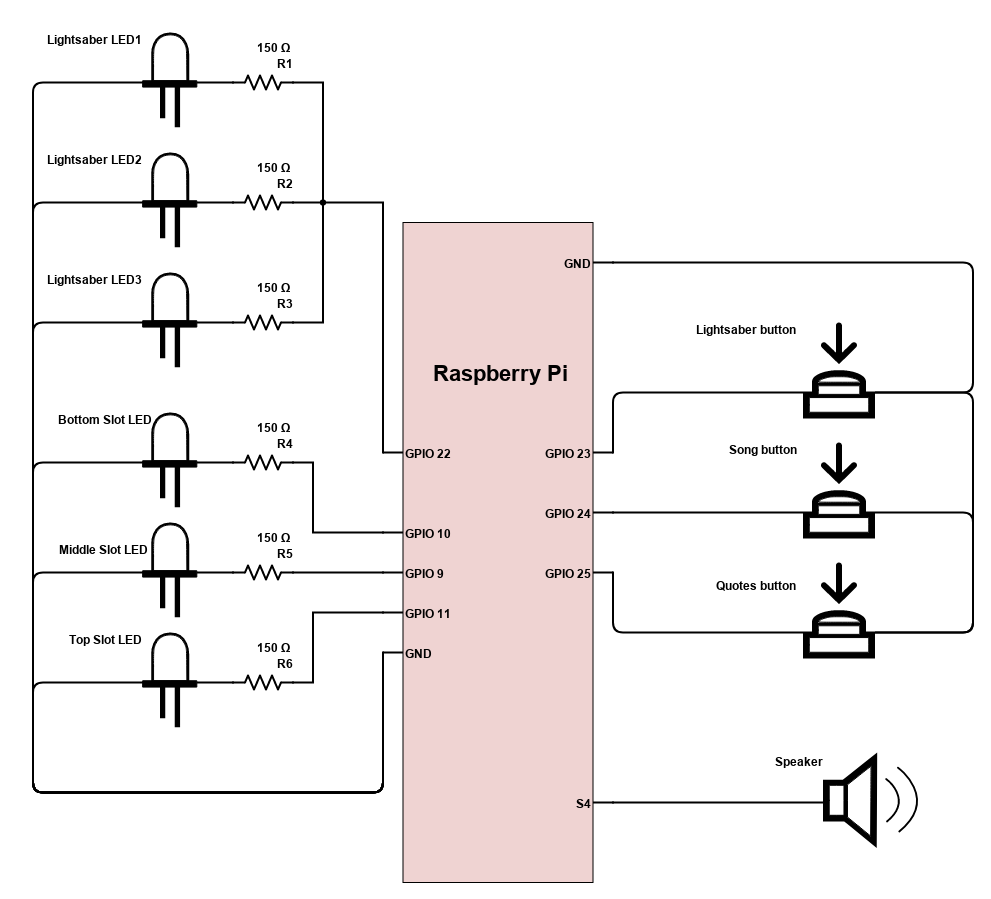 Lightsaber LED1
150 Ω
R1
Lightsaber LED2
150 Ω
R2
Lightsaber LED3
150 Ω
R3
Bottom Slot LED
150 Ω
R4
Middle Slot LED
150 Ω
R5
Top Slot LED
150 Ω
R6
Raspberry Pi
GPIO 22
GPIO 10
GPIO 9
GPIO 11
GND
GND
GPIO 23
GPIO 24
GPIO 25
S4
Lightsaber button
Song button
Quotes button
Speaker